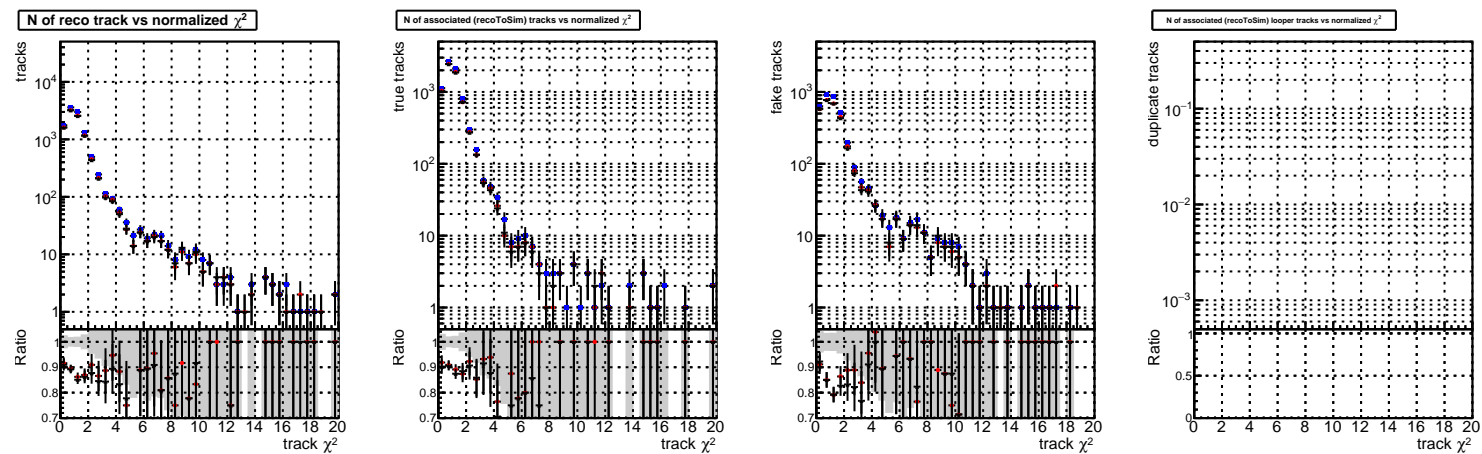 N of reco track vs normalized χ²
tracks
10⁴
10³
10²
10
1
Ratio
1
0.9
0.8
0.7
0 2 4 6 8 10 12 14 16 18 20
track χ²
N of associated (recoToSim) tracks vs normalized χ²
true tracks
10³
10²
10
1
Ratio
1
0.9
0.8
0.7
0 2 4 6 8 10 12 14 16 18 20
track χ²
fake tracks
10³
10²
10
1
Ratio
1
0.9
0.8
0.7
0 2 4 6 8 10 12 14 16 18 20
track χ²
N of associated (recoToSim) looper tracks vs normalized χ²
duplicate tracks
10⁻¹
10⁻²
10⁻³
Ratio
1
0.5
0
0 2 4 6 8 10 12 14 16 18 20
track χ²